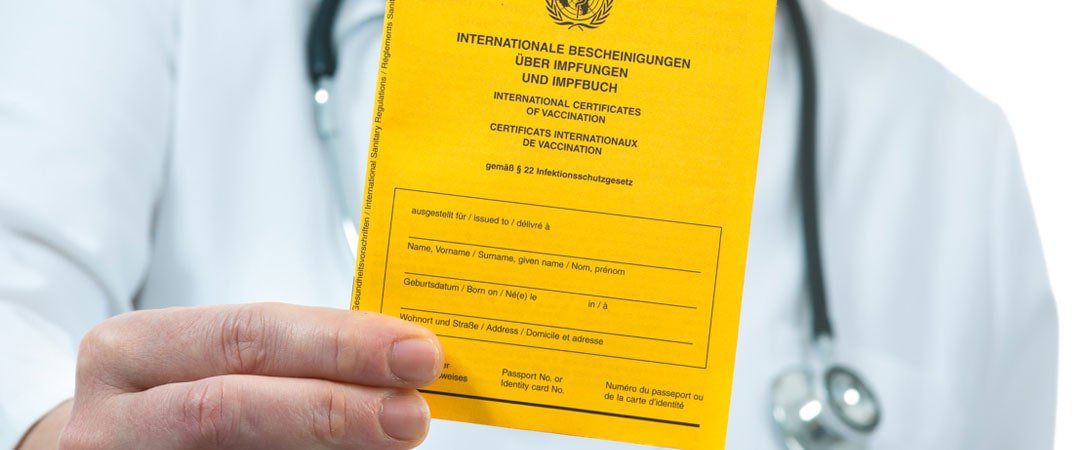 INTERNATIONALE BESCHEINIGUNGEN
ÜBER IMPFUNGEN
UND IMPFBUCH
INTERNATIONAL CERTIFICATES
OF VACCINATION
CERTIFICATS INTERNATIONAUX
DE VACCINATION
gemäß § 22 Infektionsschutzgesetz
ausgestellt für / issued to / délivré à
Name, Vorname / Surname, given name / Nom, prénom
Geburtsdatum / Born on / Né(e) le in / à
Wohnort und Straße / Address / Domicile et adresse
Passport No. or
Identity card No.
Numéro du passeport ou
de la carte d'identité
Gesundheitsvorschriften / International Sanitary Regulations / Règlements Sani